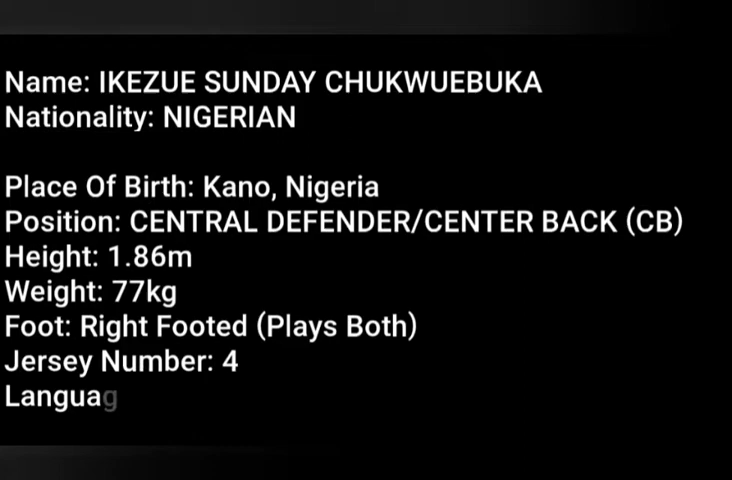 Name: IKEZUE SUNDAY CHUKWUEBUKA
Nationality: NIGERIAN
Place Of Birth: Kano, Nigeria
Position: CENTRAL DEFENDER/CENTER BACK (CB)
Height: 1.86m
Weight: 77kg
Foot: Right Footed (Plays Both)
Jersey Number: 4
Languag